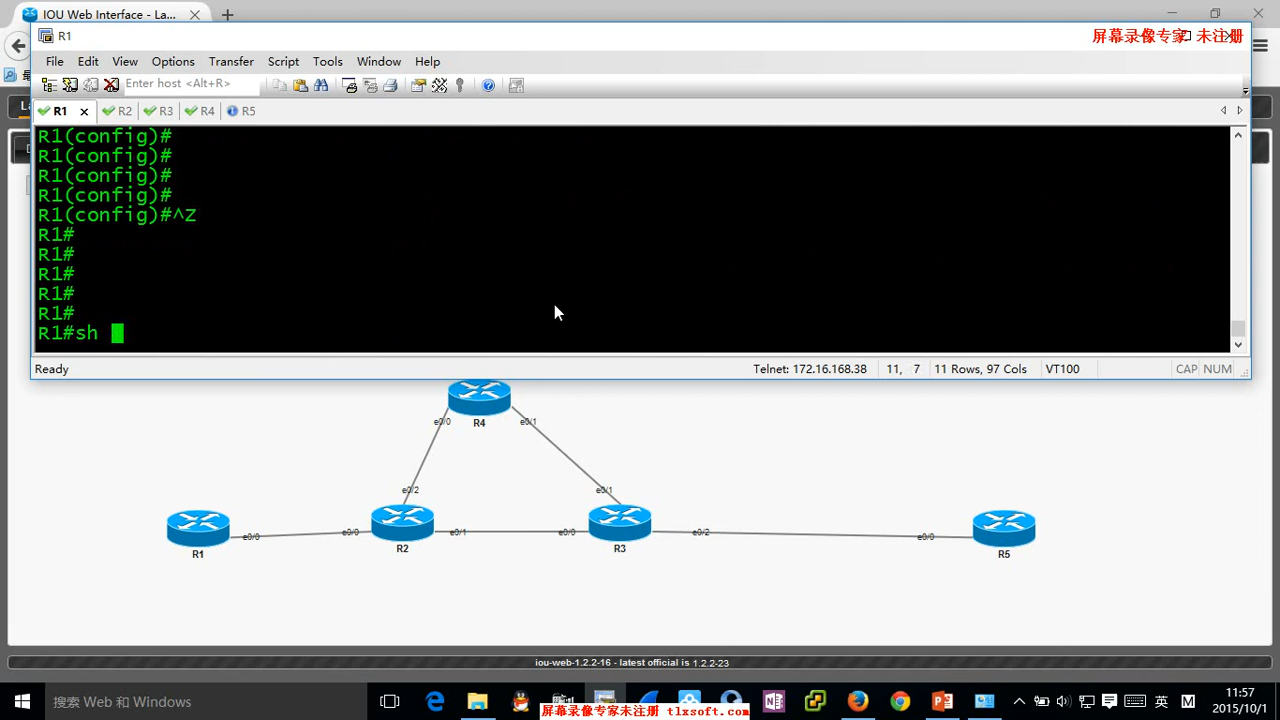 IOU Web Interface - La...
R1
屏幕录像专家 未注册
File Edit View Options Transfer Script Tools Window Help
Enter host <Alt+R>
R1 R2 R3 R4 R5
R1(config)#
R1(config)#
R1(config)#
R1(config)#
R1(config)#^Z
R1#
R1#
R1#
R1#
R1#
R1#sh
Ready
Telnet: 172.16.168.38
11, 7
11 Rows, 97 Cols
VT100
CAP NUM
R4
e0/0 e0/1
e0/2 e0/1
R1 e0/0 e0/0 R2 e0/1 e0/0 R3 e0/2 e0/0 R5
iou-web-1.2.2-16 - latest official is 1.2.2-23
搜索 Web 和 Windows
英
M
11:57
2015/10/1
屏幕录像专家未注册 tlxsoft.com